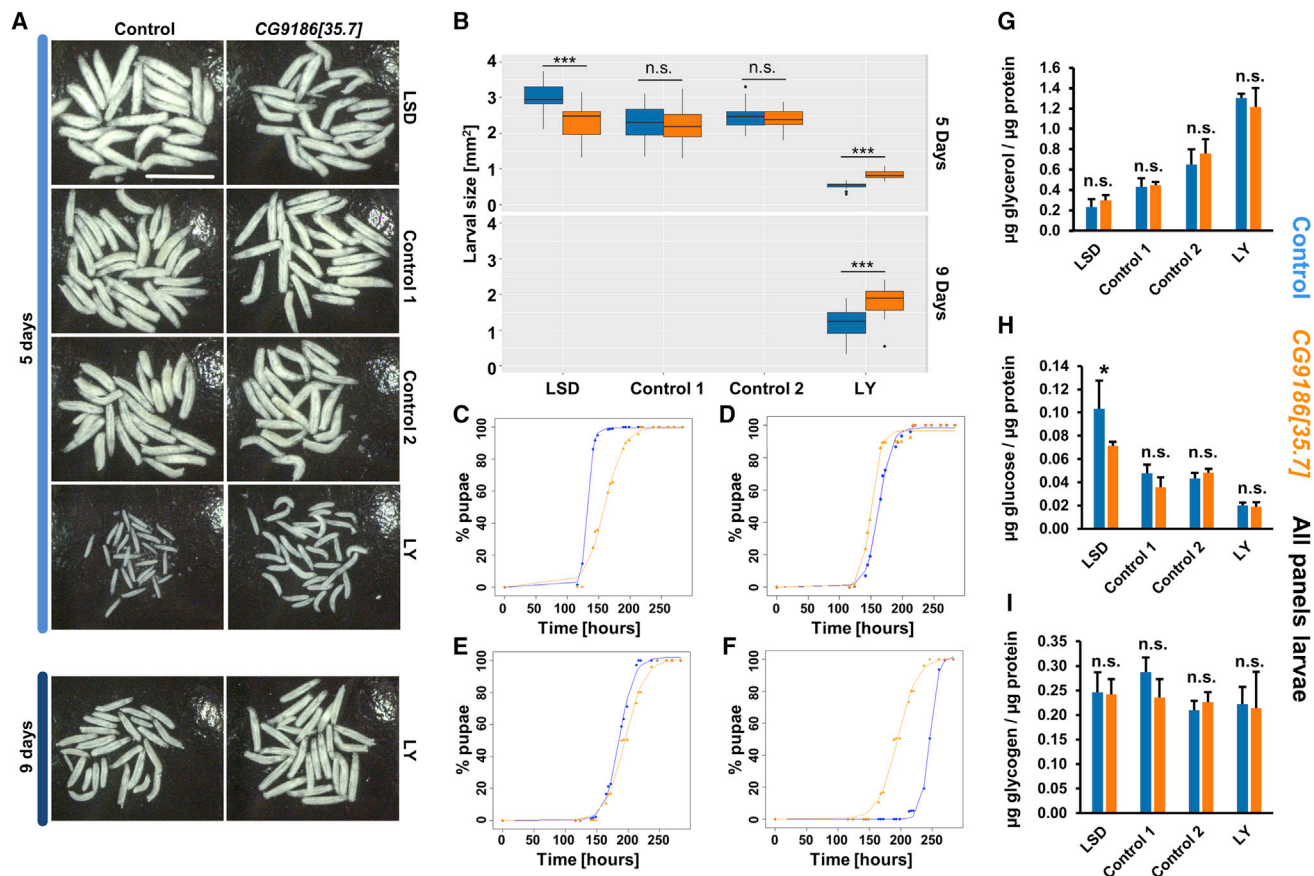 A
Control
CG9186[35.7]
5 days
LSD
Control 1
Control 2
LY
9 days
LY
B
Larval size [mm²]
4
3
2
1
0
4
3
2
1
0
***
n.s.
n.s.
***
***
5 Days
9 Days
LSD
Control 1
Control 2
LY
C
% pupae
100
80
60
40
20
0
0
50
100
150
200
250
Time [hours]
D
% pupae
100
80
60
40
20
0
0
50
100
150
200
250
Time [hours]
E
% pupae
100
80
60
40
20
0
0
50
100
150
200
250
Time [hours]
F
% pupae
100
80
60
40
20
0
0
50
100
150
200
250
Time [hours]
G
µg glycerol / µg protein
1.6
1.4
1.2
1.0
0.8
0.6
0.4
0.2
n.s.
n.s.
n.s.
n.s.
LSD
Control 1
Control 2
LY
H
µg glucose / µg protein
0.14
0.12
0.10
0.08
0.06
0.04
0.02
0.00
*
n.s.
n.s.
n.s.
LSD
Control 1
Control 2
LY
I
µg glycogen / µg protein
0.35
0.30
0.25
0.20
0.15
0.10
0.05
0.00
n.s.
n.s.
n.s.
n.s.
LSD
Control 1
Control 2
LY
Control CG9186[35.7] All panels larvae